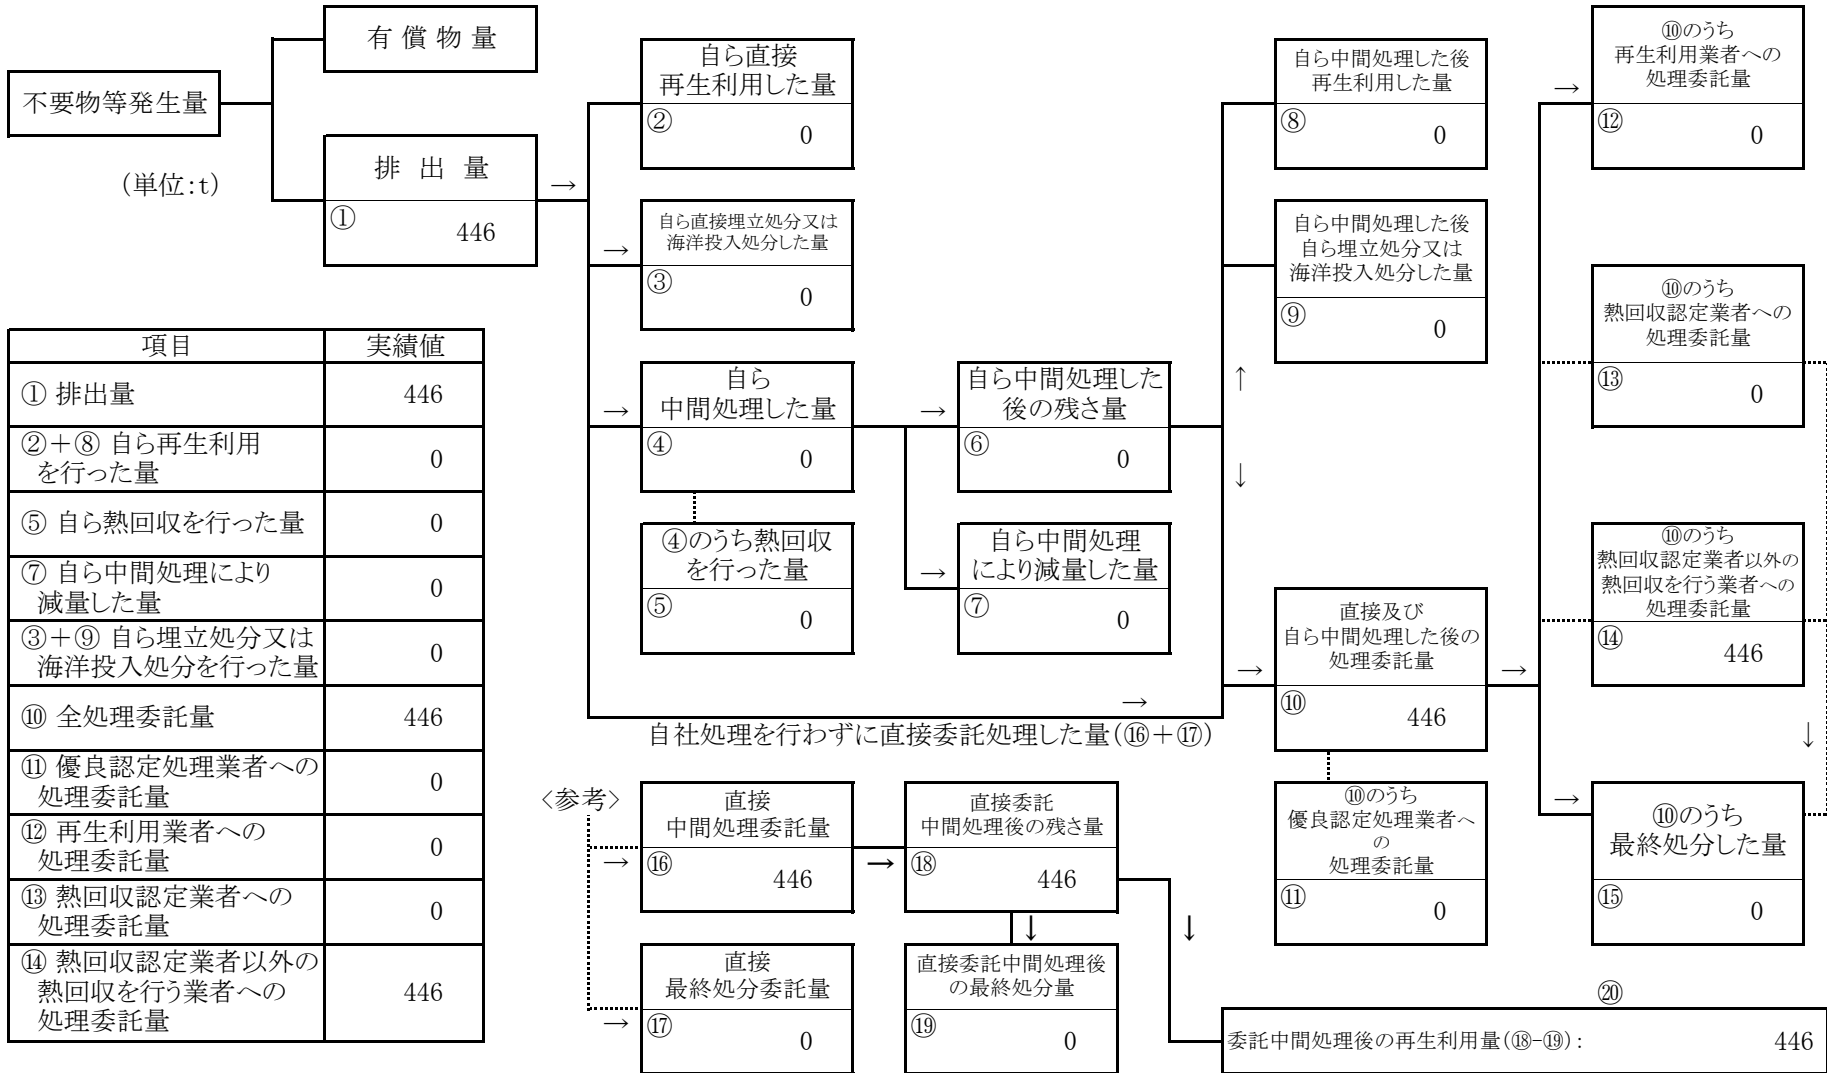 不要物等発生量
(単位:t)
有 償 物 量
排 出 量
→
① 446
自ら直接
再生利用した量
② 0
→
自ら直接埋立処分又は
海洋投入処分した量
③ 0
→
自ら
中間処理した量
④ 0
④のうち熱回収
を行った量
⑤ 0
→
自ら中間処理した
後の残さ量
⑥ 0
→
自ら中間処理
により減量した量
⑦ 0
→
自社処理を行わずに直接委託処理した量(⑯+⑰)
自ら中間処理した後
再生利用した量
⑧ 0
自ら中間処理した後
自ら埋立処分又は
海洋投入処分した量
⑨ 0
↑
↓
→
直接及び
自ら中間処理した後の
処理委託量
⑩ 446
→
⑩のうち
優良認定処理業者へ
の
処理委託量
⑪ 0
→
⑩のうち
再生利用業者への
処理委託量
⑫ 0
⑩のうち
熱回収認定業者への
処理委託量
⑬ 0
⑩のうち
熱回収認定業者以外の
熱回収を行う業者への
処理委託量
⑭ 446
↓
→
⑩のうち
最終処分した量
⑮ 0
項目 実績値
① 排出量 446
②+⑧ 自ら再生利用
を行った量 0
⑤ 自ら熱回収を行った量 0
⑦ 自ら中間処理により
減量した量 0
③+⑨ 自ら埋立処分又は
海洋投入処分を行った量 0
⑩ 全処理委託量 446
⑪ 優良認定処理業者への
処理委託量 0
⑫ 再生利用業者への
処理委託量 0
⑬ 熱回収認定業者への
処理委託量 0
⑭ 熱回収認定業者以外の
熱回収を行う業者への
処理委託量 446
〈参考〉
→
直接
中間処理委託量
⑯ 446
→
直接委託
中間処理後の残さ量
⑱ 446
↓
↓
→
直接
最終処分委託量
⑰ 0
直接委託中間処理後
の最終処分量
⑲ 0
⑳
委託中間処理後の再生利用量(⑱-⑲): 446